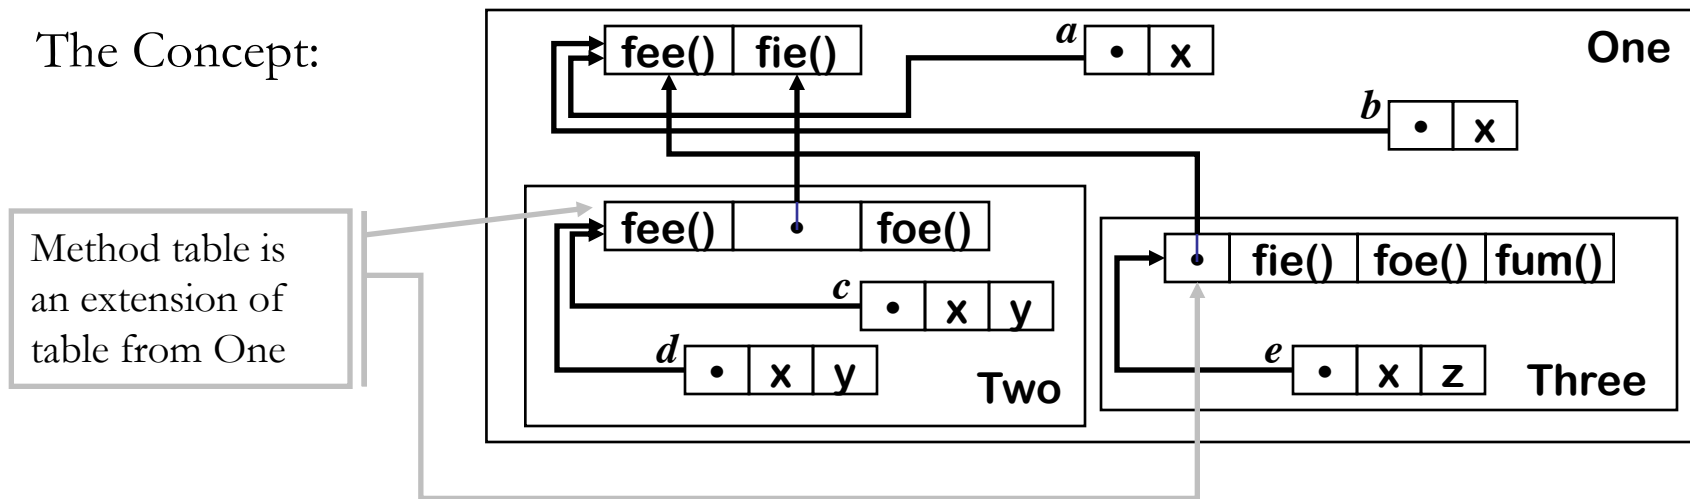 The Concept:
fee() fie()
a
x
One
b
x
Method table is
an extension of
table from One
fee() foe()
c
x y
d
x y
Two
fie() foe() fum()
e
x z
Three